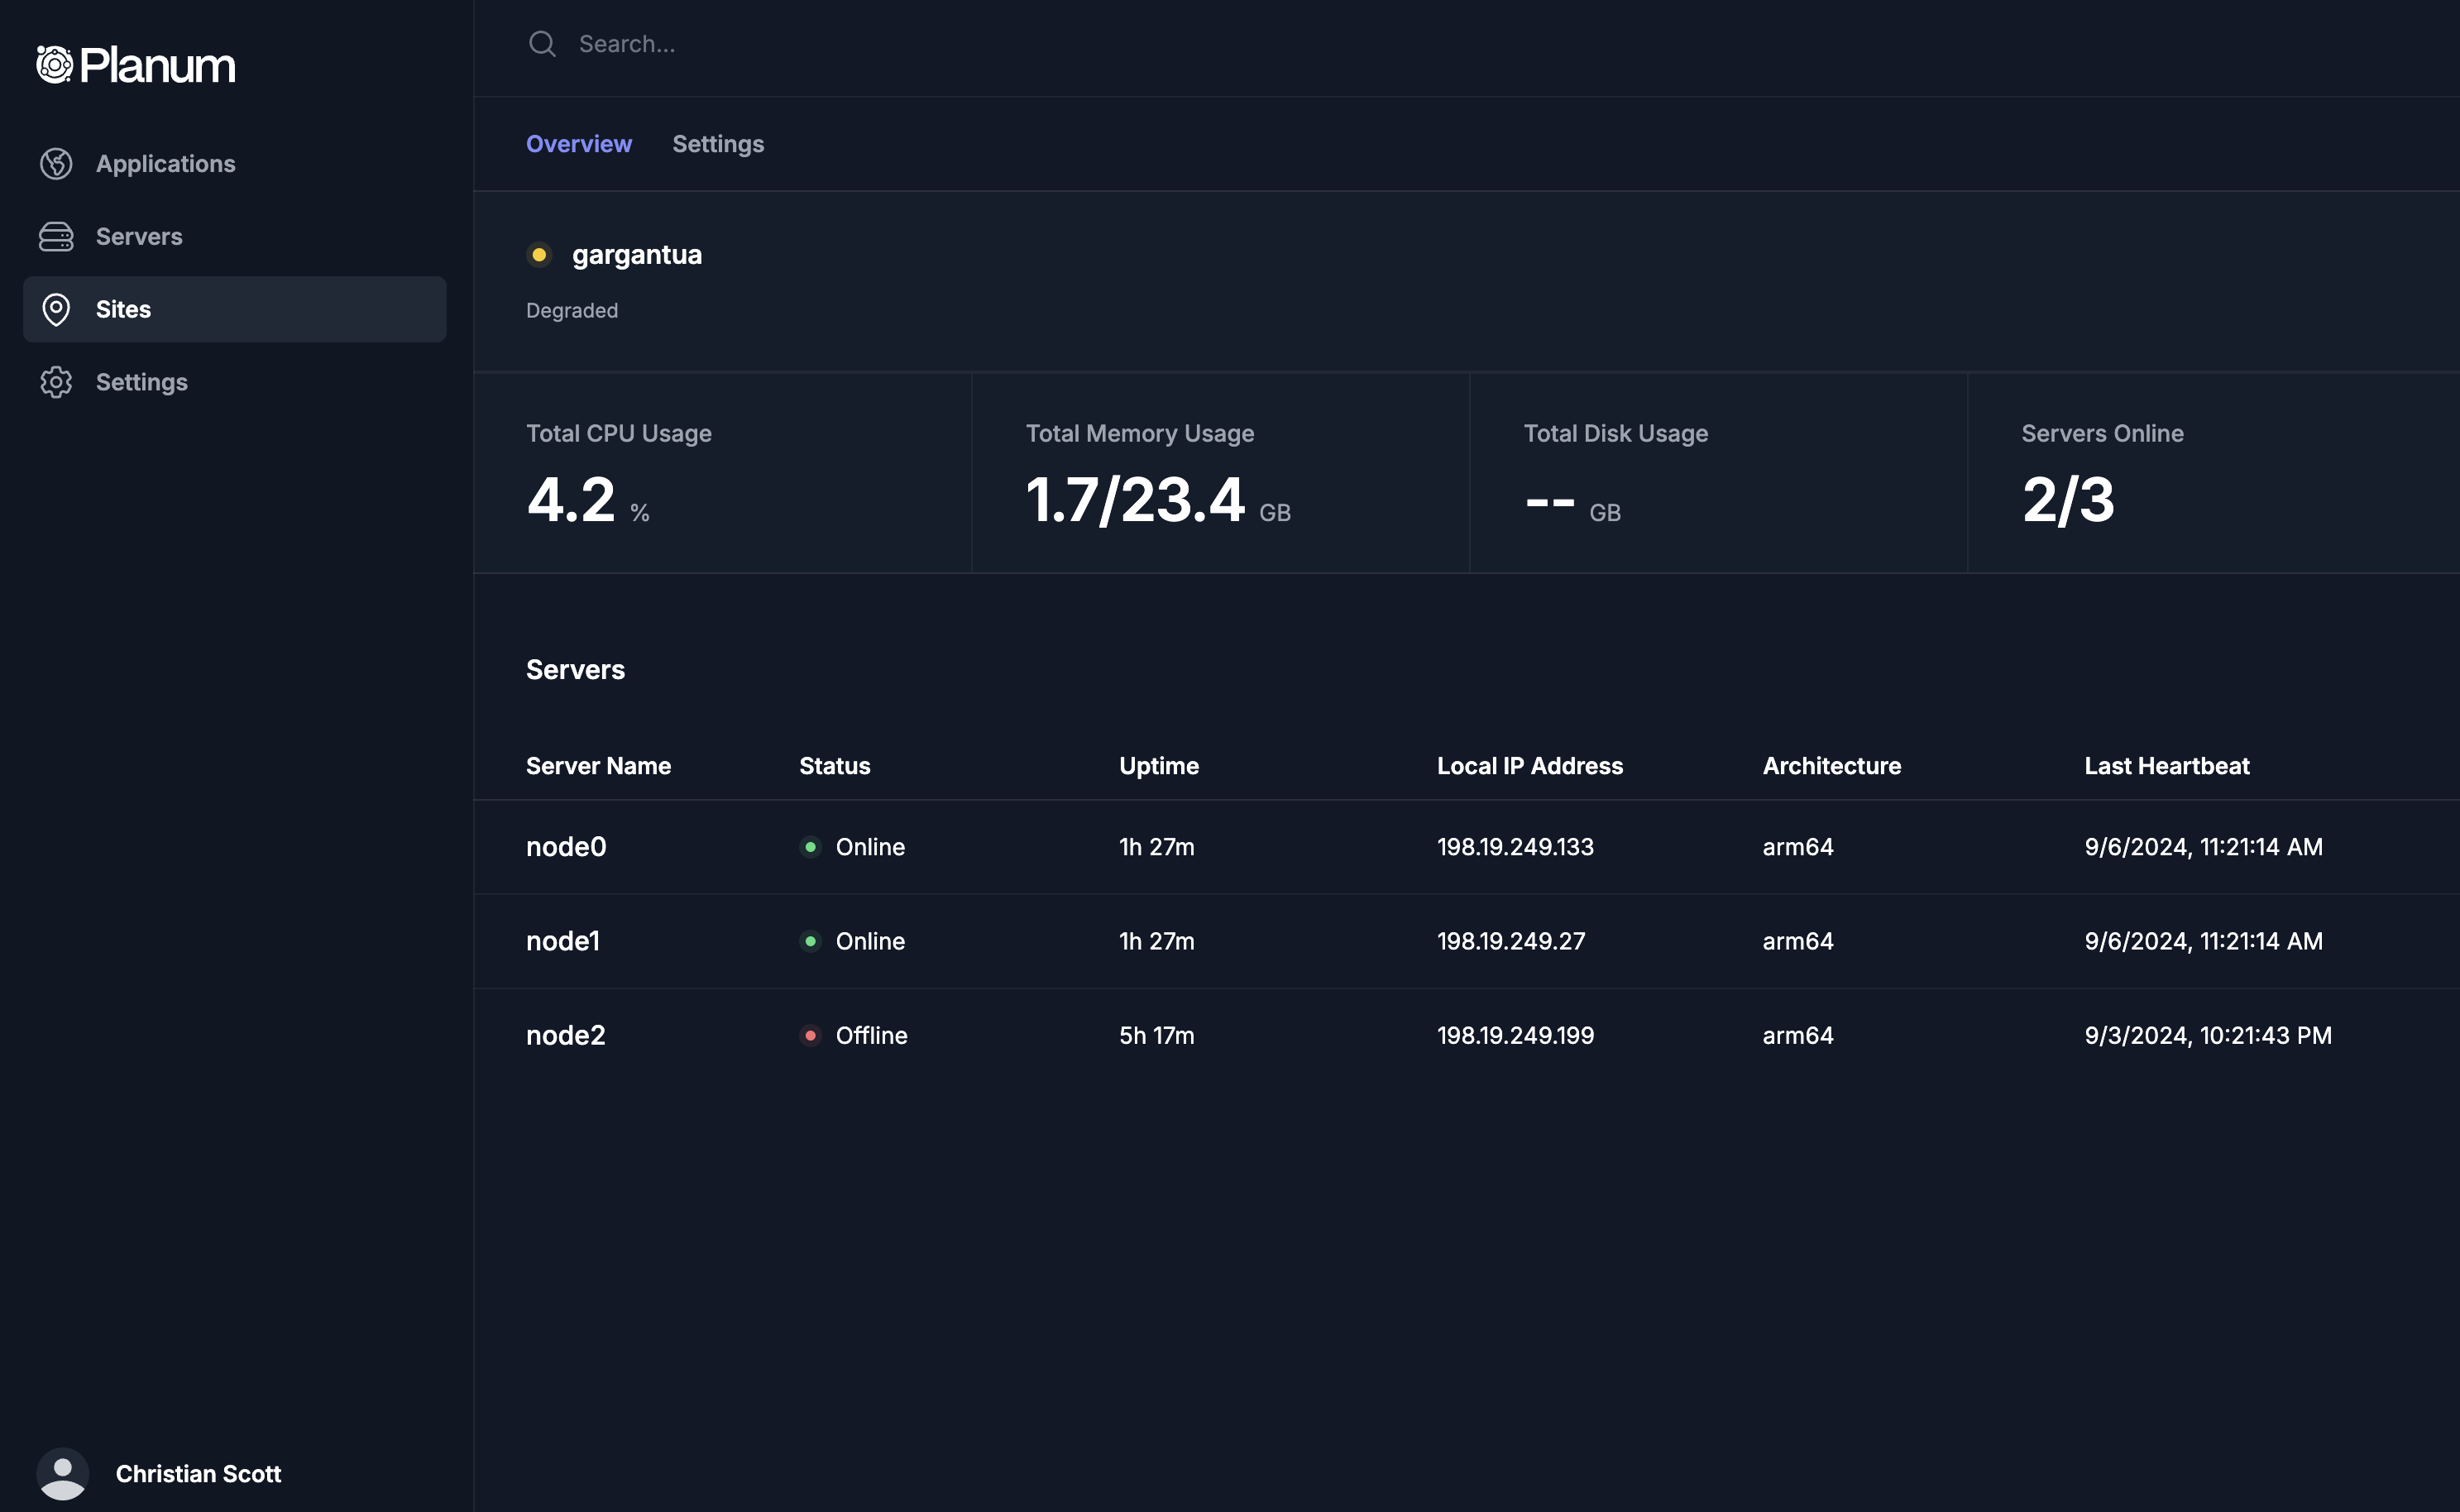 Planum
Applications
Servers
Sites
Settings
Christian Scott
Search...
Overview Settings
gargantua
Degraded
Total CPU Usage
4.2 %
Total Memory Usage
1.7/23.4 GB
Total Disk Usage
-- GB
Servers Online
2/3
Servers
Server Name Status Uptime Local IP Address Architecture Last Heartbeat
node0 Online 1h 27m 198.19.249.133 arm64 9/6/2024, 11:21:14 AM
node1 Online 1h 27m 198.19.249.27 arm64 9/6/2024, 11:21:14 AM
node2 Offline 5h 17m 198.19.249.199 arm64 9/3/2024, 10:21:43 PM